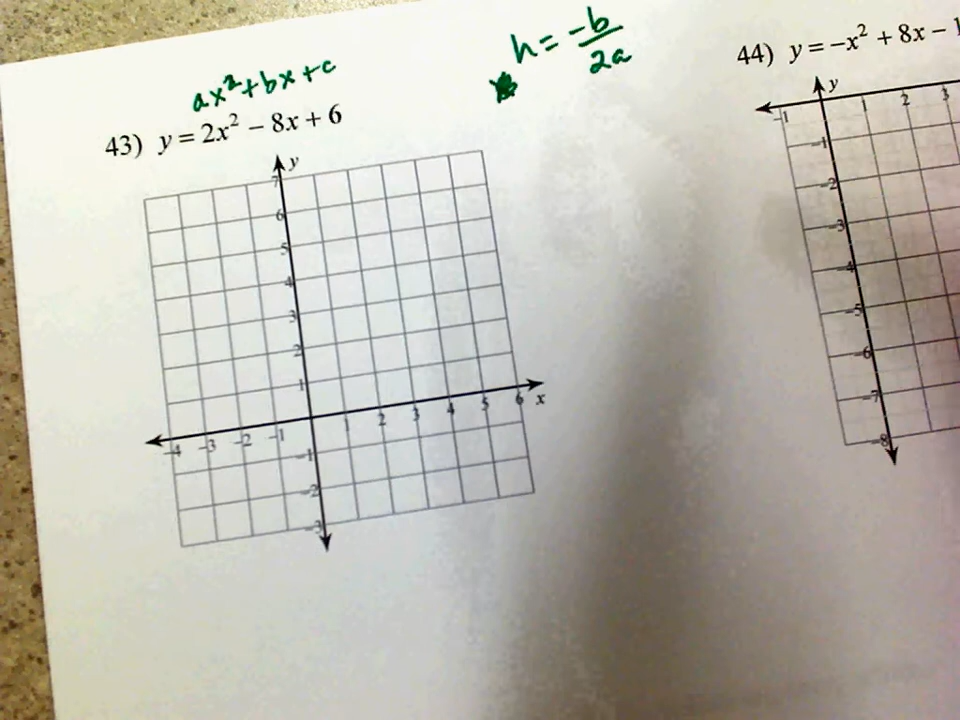 ax²+bx+c
h = -b/2a
43) y = 2x² − 8x + 6
44) y = −x² + 8x − 1
y
7
6
5
4
3
2
1
−4 −3 −2 −1 1 2 3 4 5 6 x
−1
−2
−3
y
−1 1 2 3
−1
−2
−3
−4
−5
−6
−7
−8